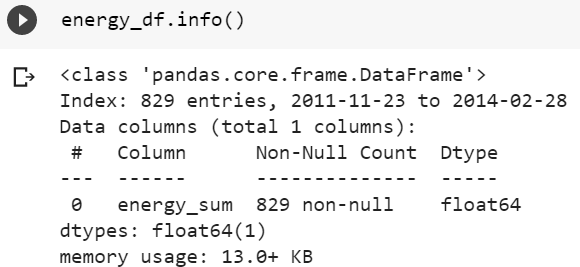 energy_df.info()
<class 'pandas.core.frame.DataFrame'>
Index: 829 entries, 2011-11-23 to 2014-02-28
Data columns (total 1 columns):
 #   Column      Non-Null Count  Dtype
---  ------      --------------  -----
 0   energy_sum  829 non-null    float64
dtypes: float64(1)
memory usage: 13.0+ KB